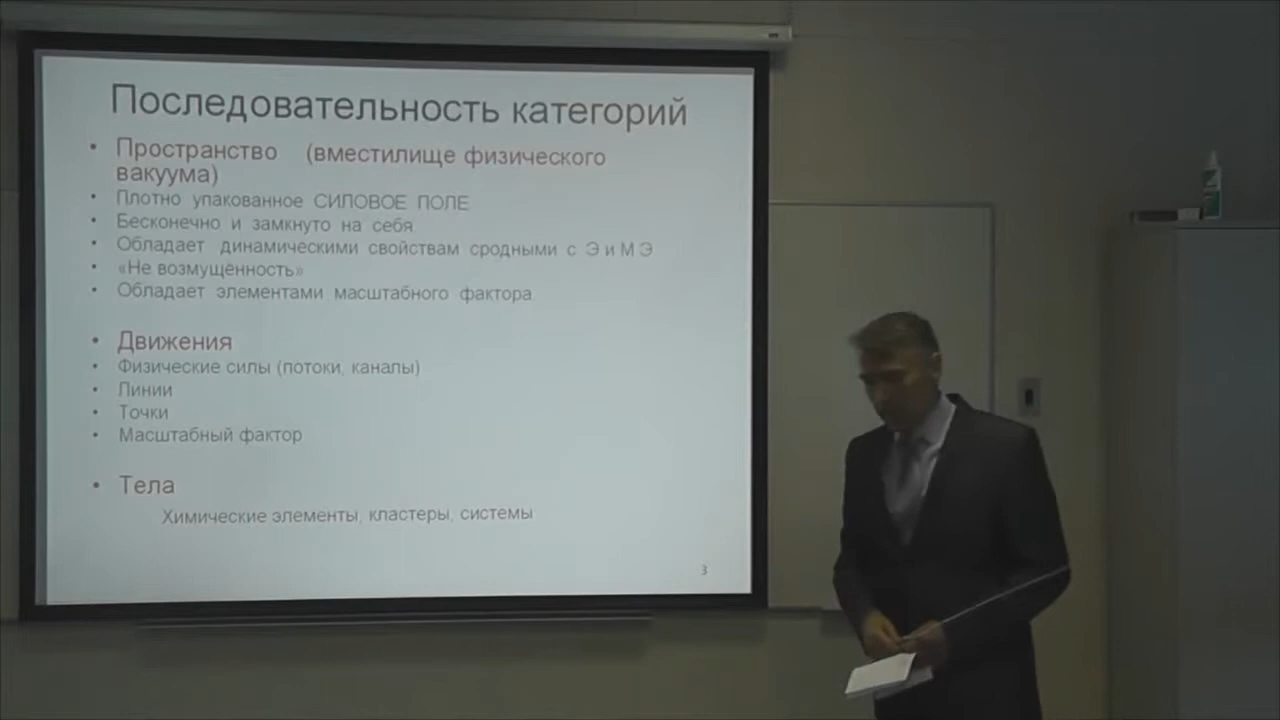 Последовательность категорий
• Пространство (вместилище физического
вакуума)
• Плотно упакованное СИЛОВОЕ ПОЛЕ
• Бесконечно и замкнуто на себя.
• Обладает динамическими свойствам сродными с Э и М Э
• «Не возмущённость»
• Обладает элементами масштабного фактора.
• Движения
• Физические силы (потоки, каналы)
• Линии
• Точки
• Масштабный фактор
• Тела
Химические элементы, кластеры, системы
3